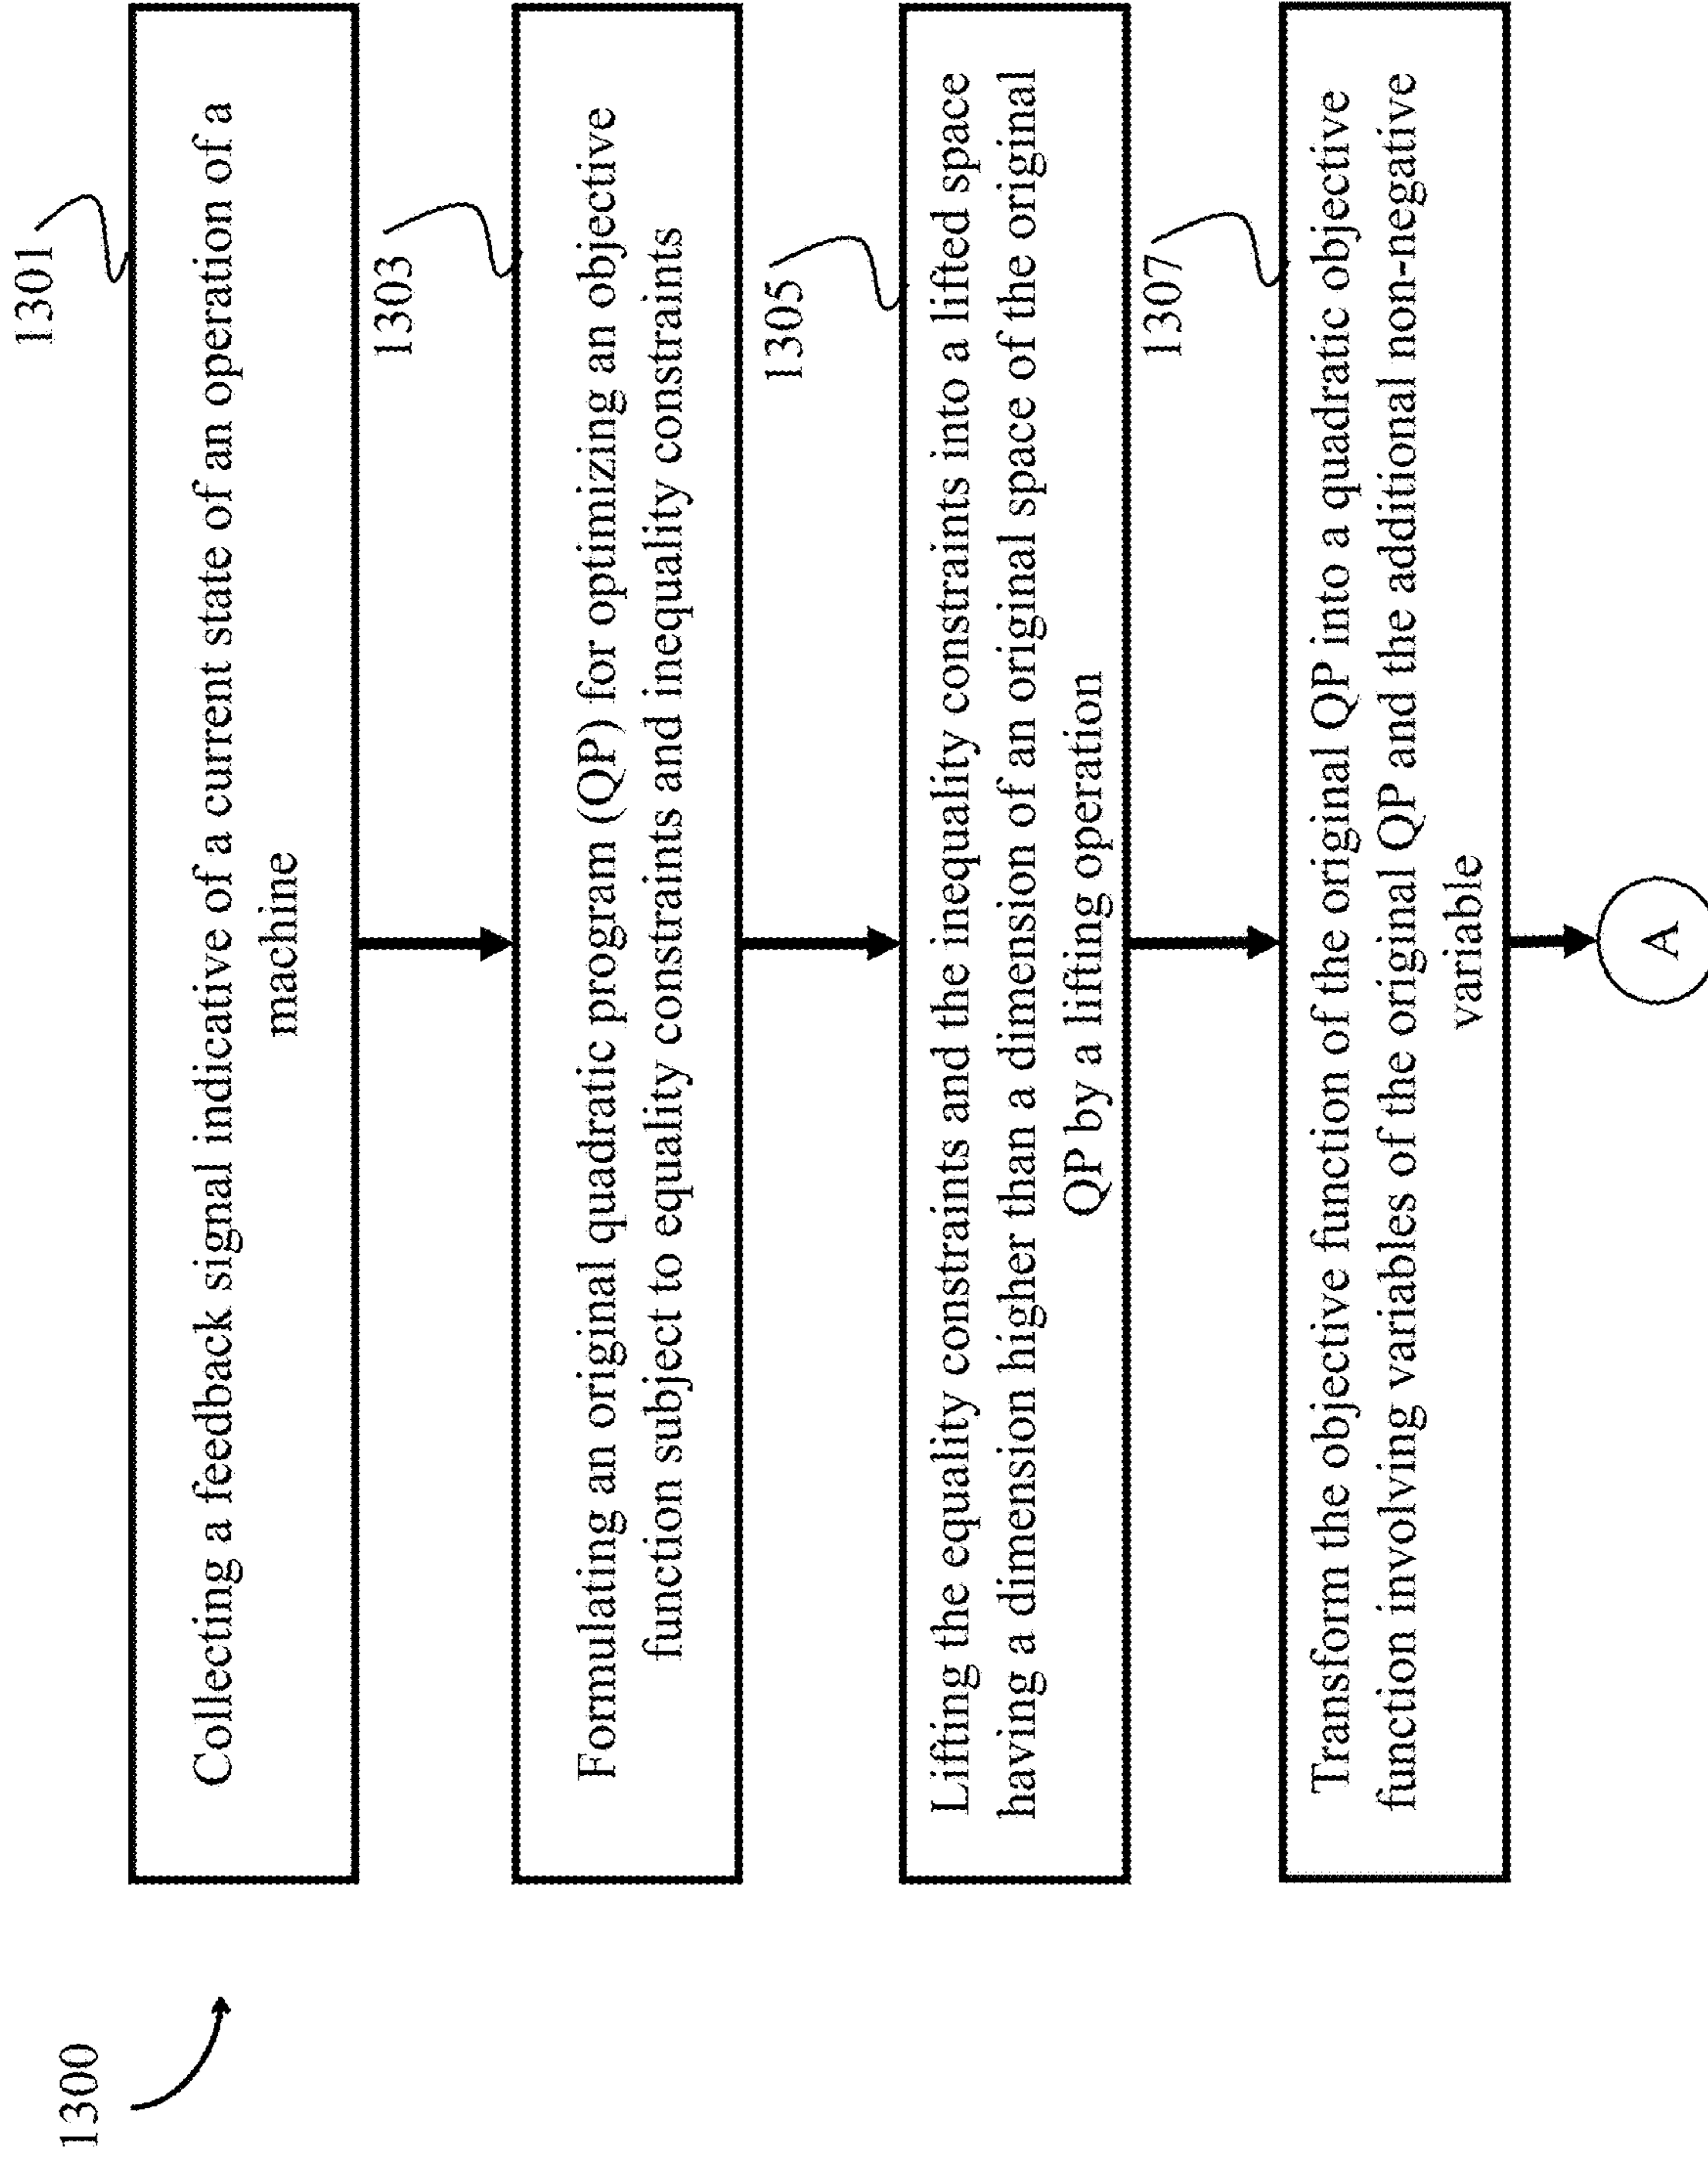 1300
1301
Collecting a feedback signal indicative of a current state of an operation of a
machine
1303
Formulating an original quadratic program (QP) for optimizing an objective
function subject to equality constraints and inequality constraints
1305
Lifting the equality constraints and the inequality constraints into a lifted space
having a dimension higher than a dimension of an original space of the original
QP by a lifting operation
1307
Transform the objective function of the original QP into a quadratic objective
function involving variables of the original QP and the additional non-negative
variable
A